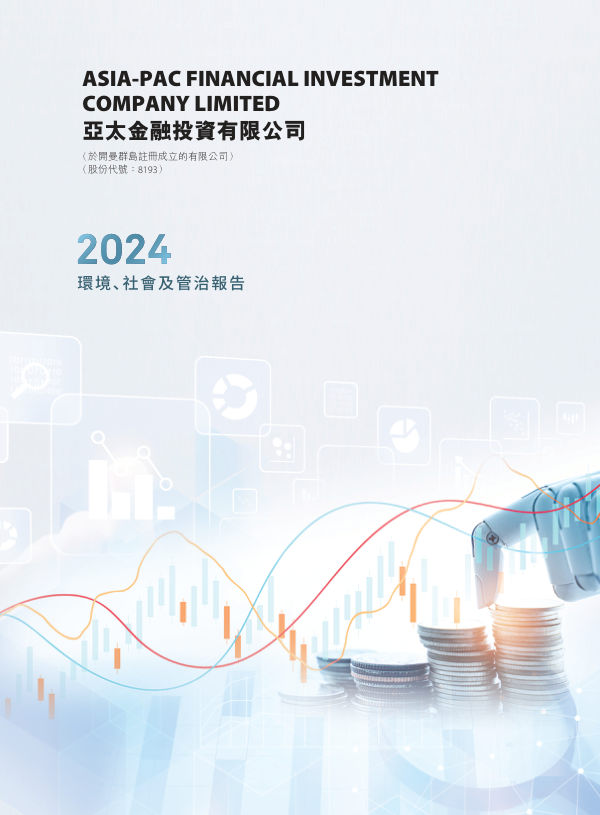 ASIA-PAC FINANCIAL INVESTMENT
COMPANY LIMITED
亞太金融投資有限公司
（於開曼群島註冊成立的有限公司）
（股份代號：8193）
2024
環境、社會及管治報告